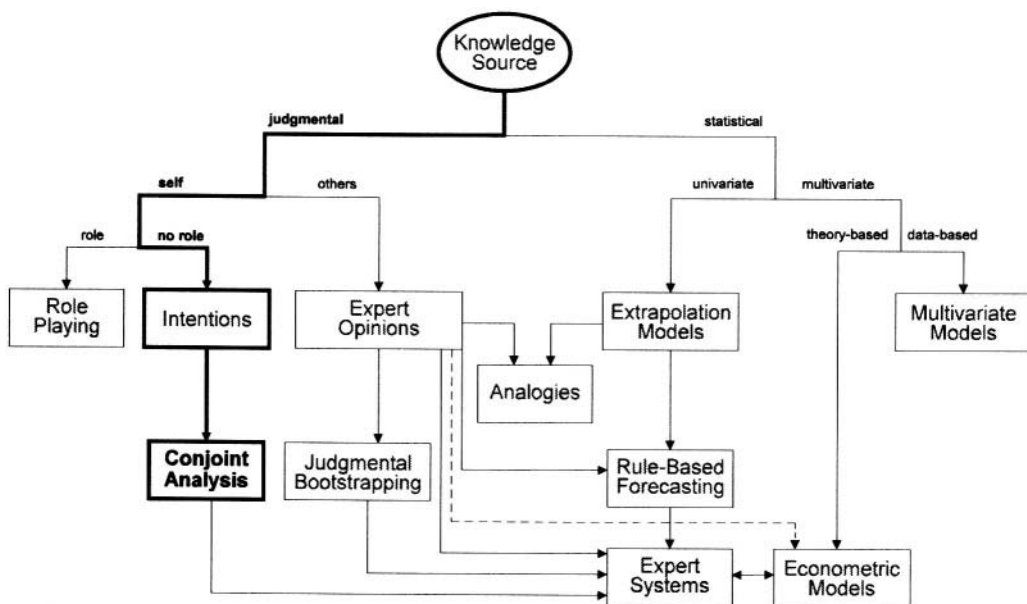 Knowledge
Source
judgmental
statistical
self
others
univariate
multivariate
role
no role
theory-based
data-based
Role
Playing
Intentions
Expert
Opinions
Extrapolation
Models
Multivariate
Models
Analogies
Conjoint
Analysis
Judgmental
Bootstrapping
Rule-Based
Forecasting
Expert
Systems
Econometric
Models